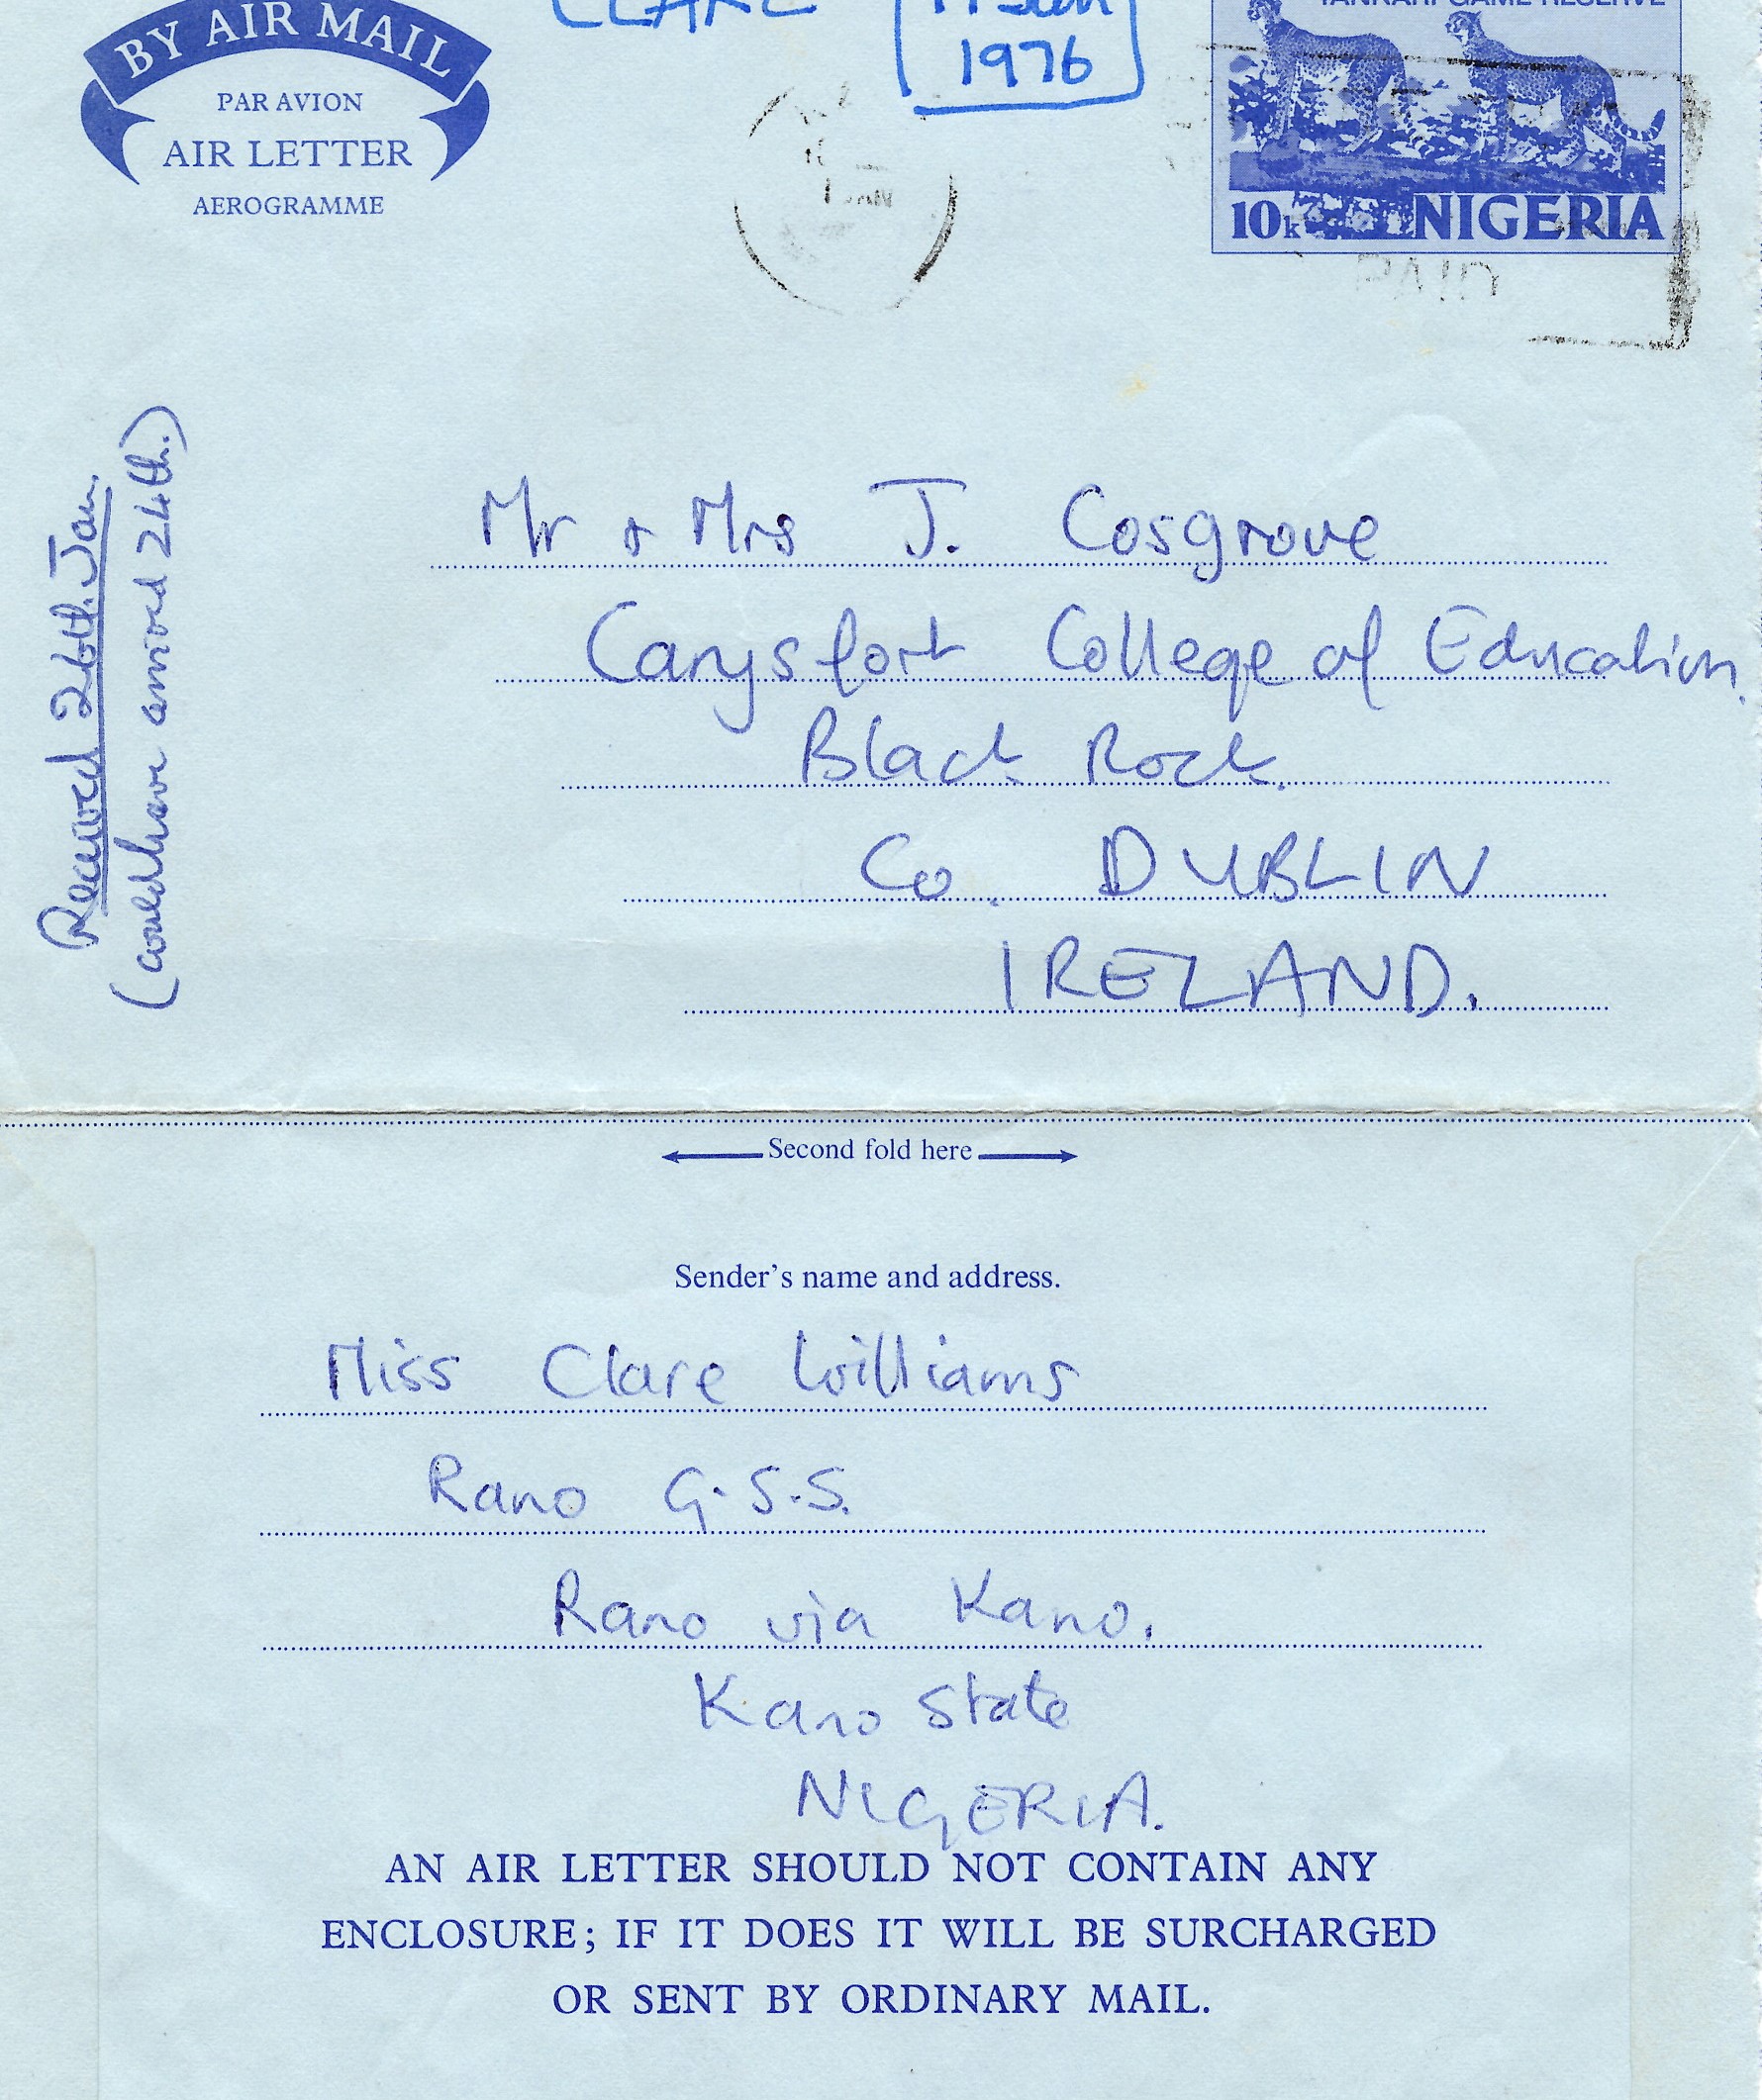 CLARE
1976
YANKARI GAME RESERVE
BY AIR MAIL
PAR AVION
AIR LETTER
AEROGRAMME
10k NIGERIA
PAID
Received 26th. Jan.
(could have arrived 24th.)
Mr & Mrs J. Cosgrove
Carysfort College of Education.
Black Rock.
Co. DUBLIN
IRELAND.
Second fold here
Sender's name and address.
Miss Clare Williams
Rano G.S.S.
Rano via Kano.
Kano State
NIGERIA.
AN AIR LETTER SHOULD NOT CONTAIN ANY
ENCLOSURE; IF IT DOES IT WILL BE SURCHARGED
OR SENT BY ORDINARY MAIL.